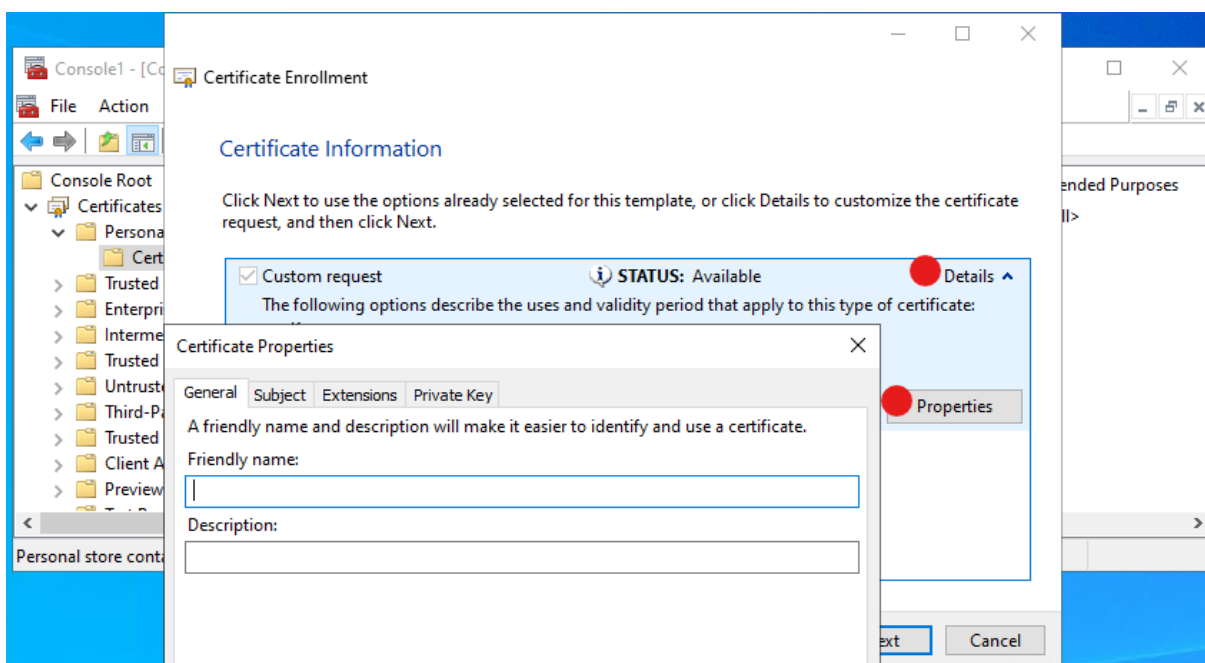 Console1 - [Co
File Action
Console Root
Certificates
Persona
Cert
Trusted
Enterpri
Interme
Trusted
Untruste
Third-Pa
Trusted
Client A
Preview
Personal store conta
Certificate Enrollment
Certificate Information
Click Next to use the options already selected for this template, or click Details to customize the certificate
request, and then click Next.
Custom request
STATUS: Available
Details
The following options describe the uses and validity period that apply to this type of certificate:
Properties
Certificate Properties
General Subject Extensions Private Key
A friendly name and description will make it easier to identify and use a certificate.
Friendly name:
Description:
ext
Cancel
ended Purposes
ll>